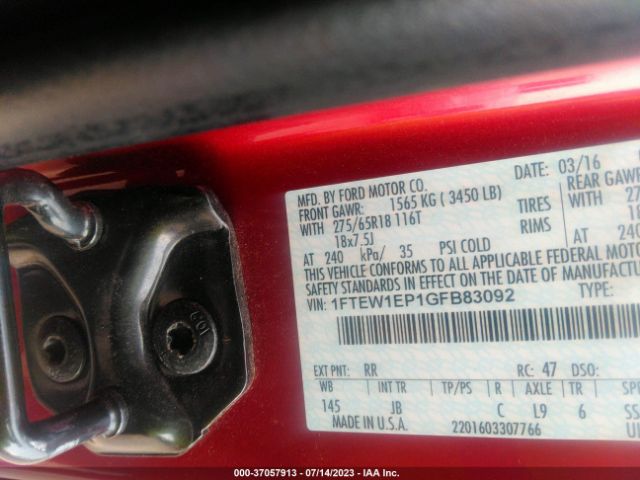 DATE: 03/16
MFD. BY FORD MOTOR CO.
REAR GAWR
FRONT GAWR: 1565 KG ( 3450 LB)
WITH 275/65R18 116T TIRES WITH
18x7.5J RIMS
AT 240 kPa/ 35 PSI COLD AT 240
THIS VEHICLE CONFORMS TO ALL APPLICABLE FEDERAL MOTOR
SAFETY STANDARDS IN EFFECT ON THE DATE OF MANUFACTURE
VIN: 1FTEW1EP1GFB83092 TYPE:
EXT PNT: RR RC: 47 DSO:
WB INT TR TP/PS R AXLE TR
145 JB C L9 6
MADE IN U.S.A. 2201603307766
000-37057913 - 07/14/2023 - IAA Inc.